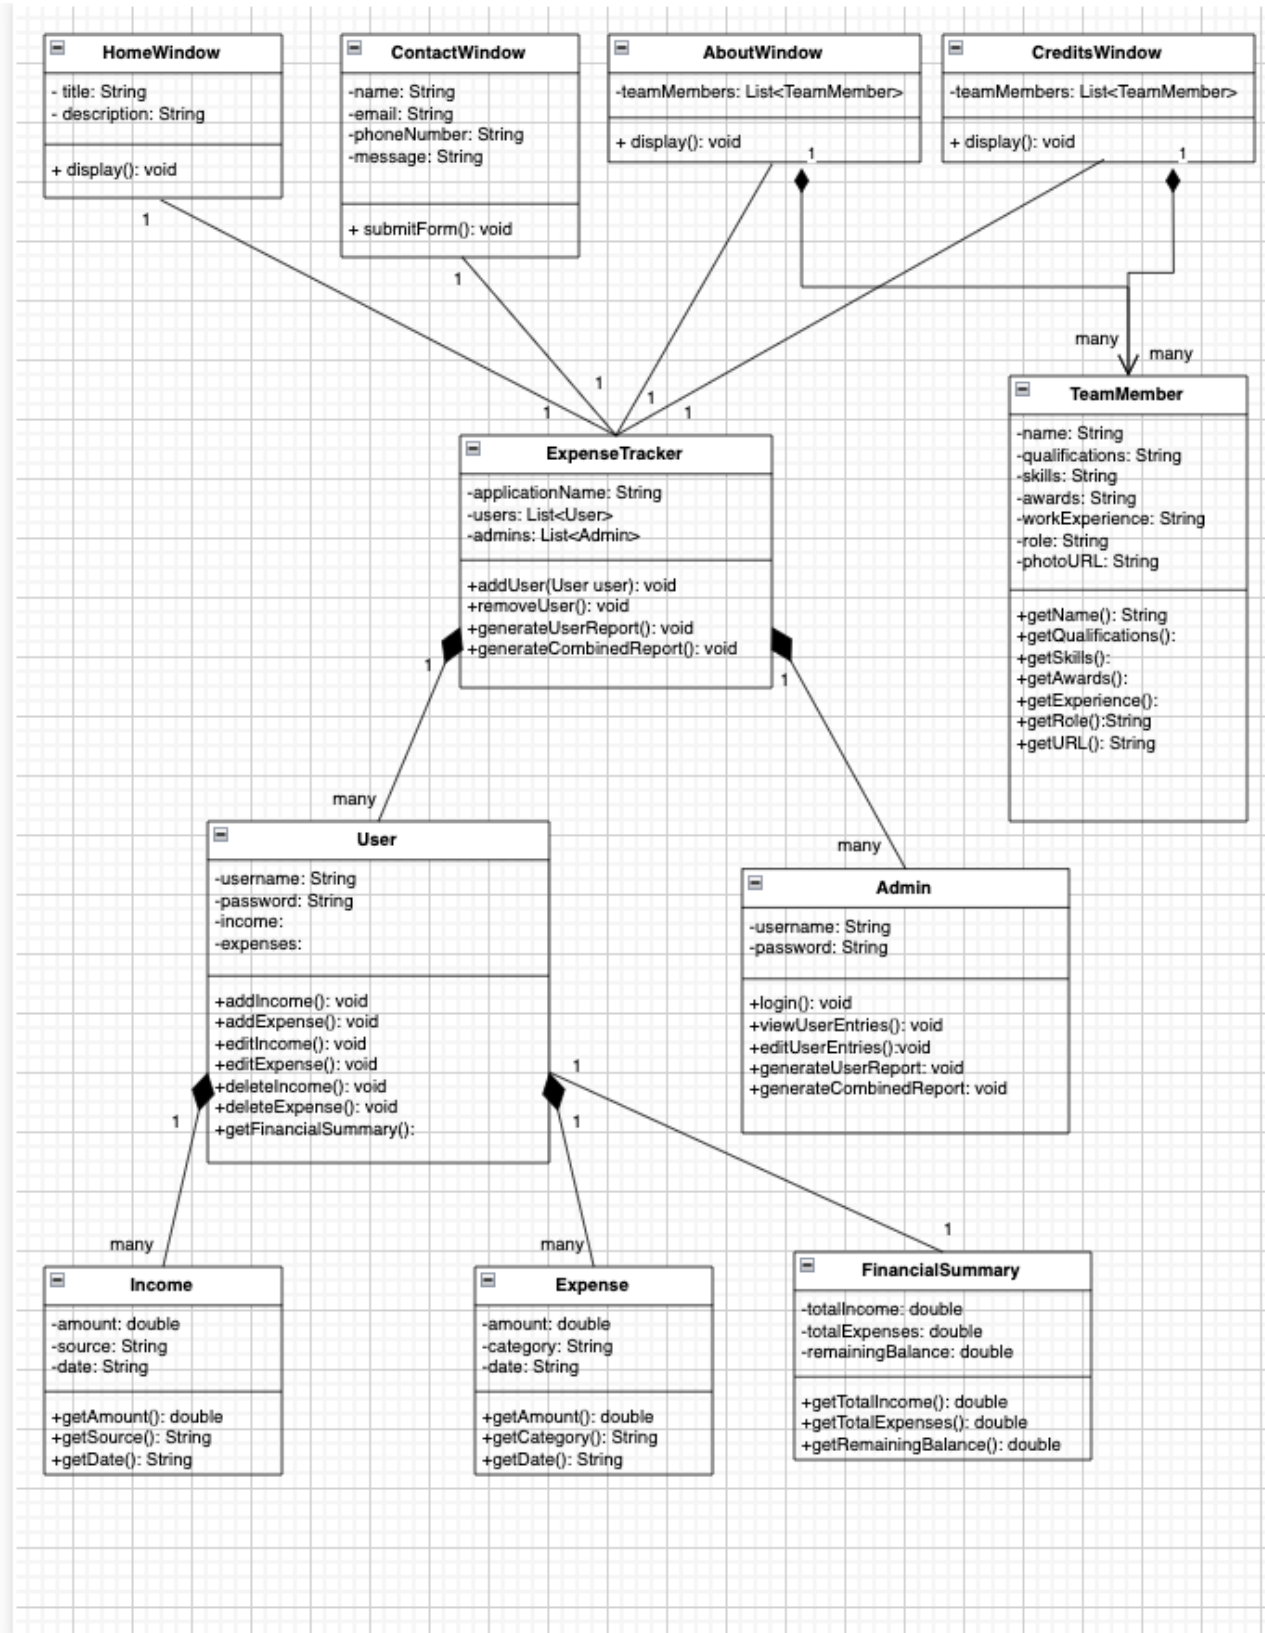 HomeWindow
- title: String
- description: String
+ display(): void
1
ContactWindow
-name: String
-email: String
-phoneNumber: String
-message: String
+ submitForm(): void
1
AboutWindow
-teamMembers: List<TeamMember>
+ display(): void
1
CreditsWindow
-teamMembers: List<TeamMember>
+ display(): void
1
many
many
1
1
1
1
TeamMember
-name: String
-qualifications: String
-skills: String
-awards: String
-workExperience: String
-role: String
-photoURL: String
+getName(): String
+getQualifications():
+getSkills():
+getAwards():
+getExperience():
+getRole():String
+getURL(): String
ExpenseTracker
-applicationName: String
-users: List<User>
-admins: List<Admin>
+addUser(User user): void
+removeUser(): void
+generateUserReport(): void
+generateCombinedReport(): void
1
1
many
many
User
-username: String
-password: String
-income:
-expenses:
+addIncome(): void
+addExpense(): void
+editIncome(): void
+editExpense(): void
+deleteIncome(): void
+deleteExpense(): void
+getFinancialSummary():
1
1
1
Admin
-username: String
-password: String
+login(): void
+viewUserEntries(): void
+editUserEntries():void
+generateUserReport: void
+generateCombinedReport: void
many
many
1
Income
-amount: double
-source: String
-date: String
+getAmount(): double
+getSource(): String
+getDate(): String
Expense
-amount: double
-category: String
-date: String
+getAmount(): double
+getCategory(): String
+getDate(): String
FinancialSummary
-totalIncome: double
-totalExpenses: double
-remainingBalance: double
+getTotalIncome(): double
+getTotalExpenses(): double
+getRemainingBalance(): double